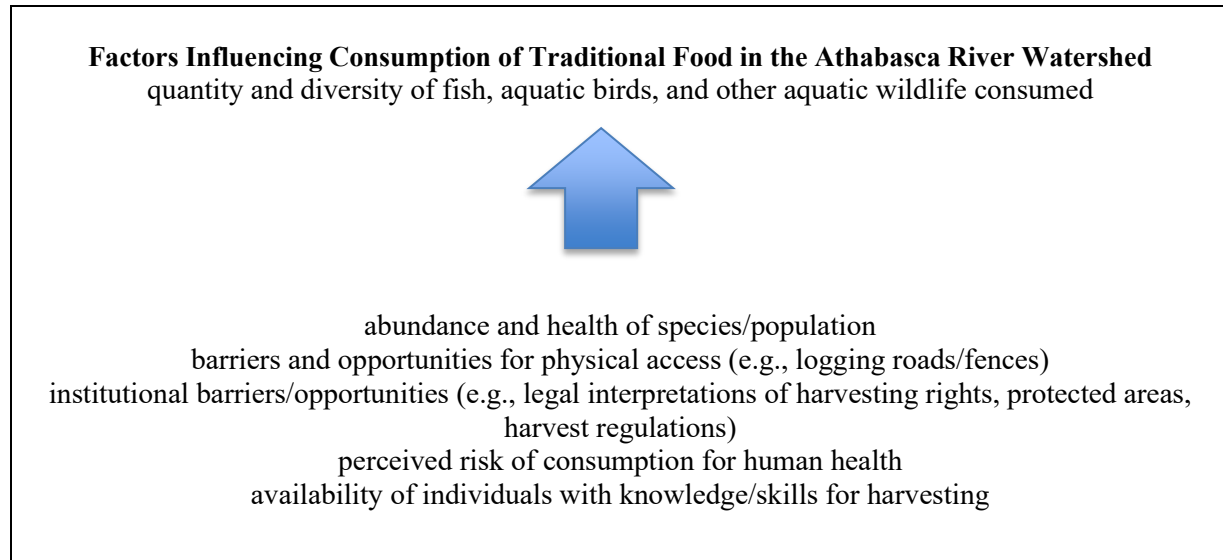 Factors Influencing Consumption of Traditional Food in the Athabasca River Watershed
quantity and diversity of fish, aquatic birds, and other aquatic wildlife consumed
abundance and health of species/population
barriers and opportunities for physical access (e.g., logging roads/fences)
institutional barriers/opportunities (e.g., legal interpretations of harvesting rights, protected areas,
harvest regulations)
perceived risk of consumption for human health
availability of individuals with knowledge/skills for harvesting